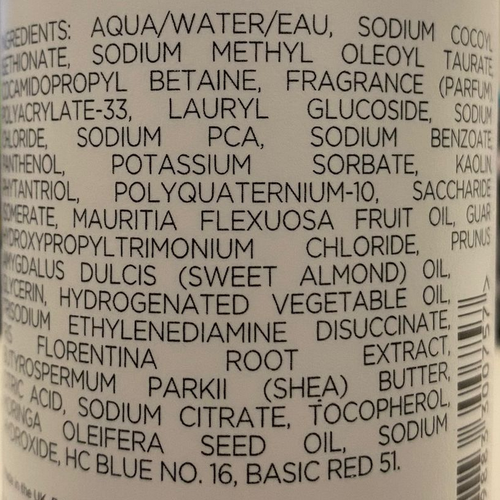 INGREDIENTS: AQUA/WATER/EAU, SODIUM COCOYL
ISETHIONATE, SODIUM METHYL OLEOYL TAURATE,
COCAMIDOPROPYL BETAINE, FRAGRANCE (PARFUM),
POLYACRYLATE-33, LAURYL GLUCOSIDE, SODIUM
CHLORIDE, SODIUM PCA, SODIUM BENZOATE,
PANTHENOL, POTASSIUM SORBATE, KAOLIN,
PHYTANTRIOL, POLYQUATERNIUM-10, SACCHARIDE
ISOMERATE, MAURITIA FLEXUOSA FRUIT OIL, GUAR
HYDROXYPROPYLTRIMONIUM CHLORIDE, PRUNUS
AMYGDALUS DULCIS (SWEET ALMOND) OIL,
GLYCERIN, HYDROGENATED VEGETABLE OIL,
TRISODIUM ETHYLENEDIAMINE DISUCCINATE,
IRIS FLORENTINA ROOT EXTRACT,
BUTYROSPERMUM PARKII (SHEA) BUTTER,
CITRIC ACID, SODIUM CITRATE, TOCOPHEROL,
MORINGA OLEIFERA SEED OIL, SODIUM
HYDROXIDE, HC BLUE NO. 16, BASIC RED 51.
in the UK